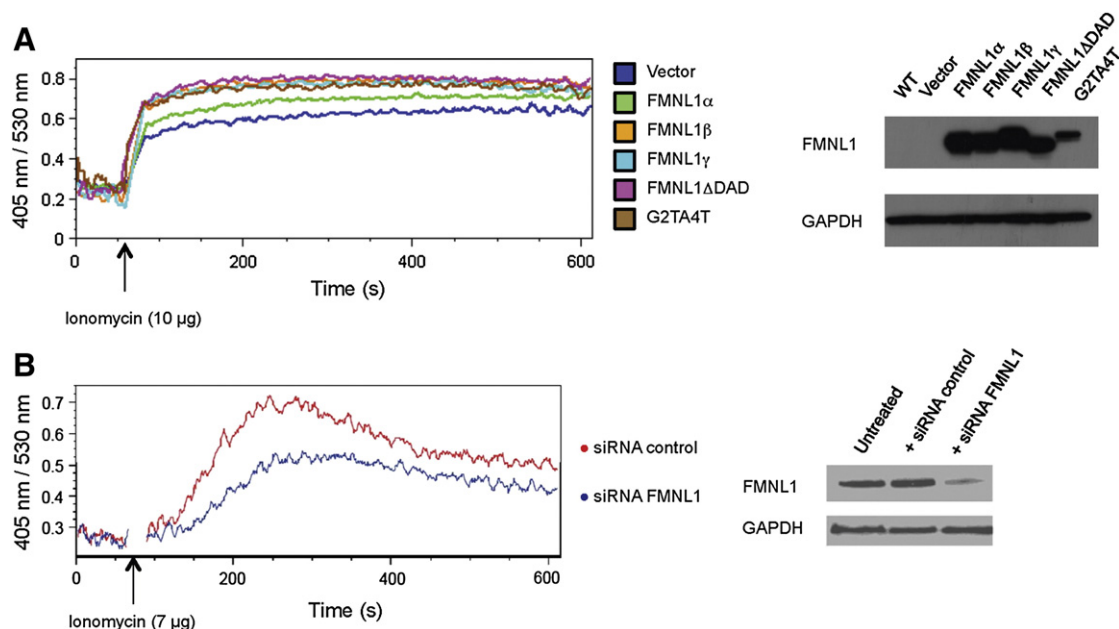 A
405 nm / 530 nm
0.8
0.6
0.4
0.2
0
200
400
600
Time (s)
Ionomycin (10 µg)
Vector
FMNL1α
FMNL1β
FMNL1γ
FMNL1ΔDAD
G2TA4T
WT
Vector
FMNL1α
FMNL1β
FMNL1γ
FMNL1ΔDAD
G2TA4T
FMNL1
GAPDH
B
405 nm / 530 nm
0.7
0.6
0.5
0.4
0.3
0
200
400
600
Time (s)
Ionomycin (7 µg)
siRNA control
siRNA FMNL1
Untreated
+ siRNA control
+ siRNA FMNL1
FMNL1
GAPDH